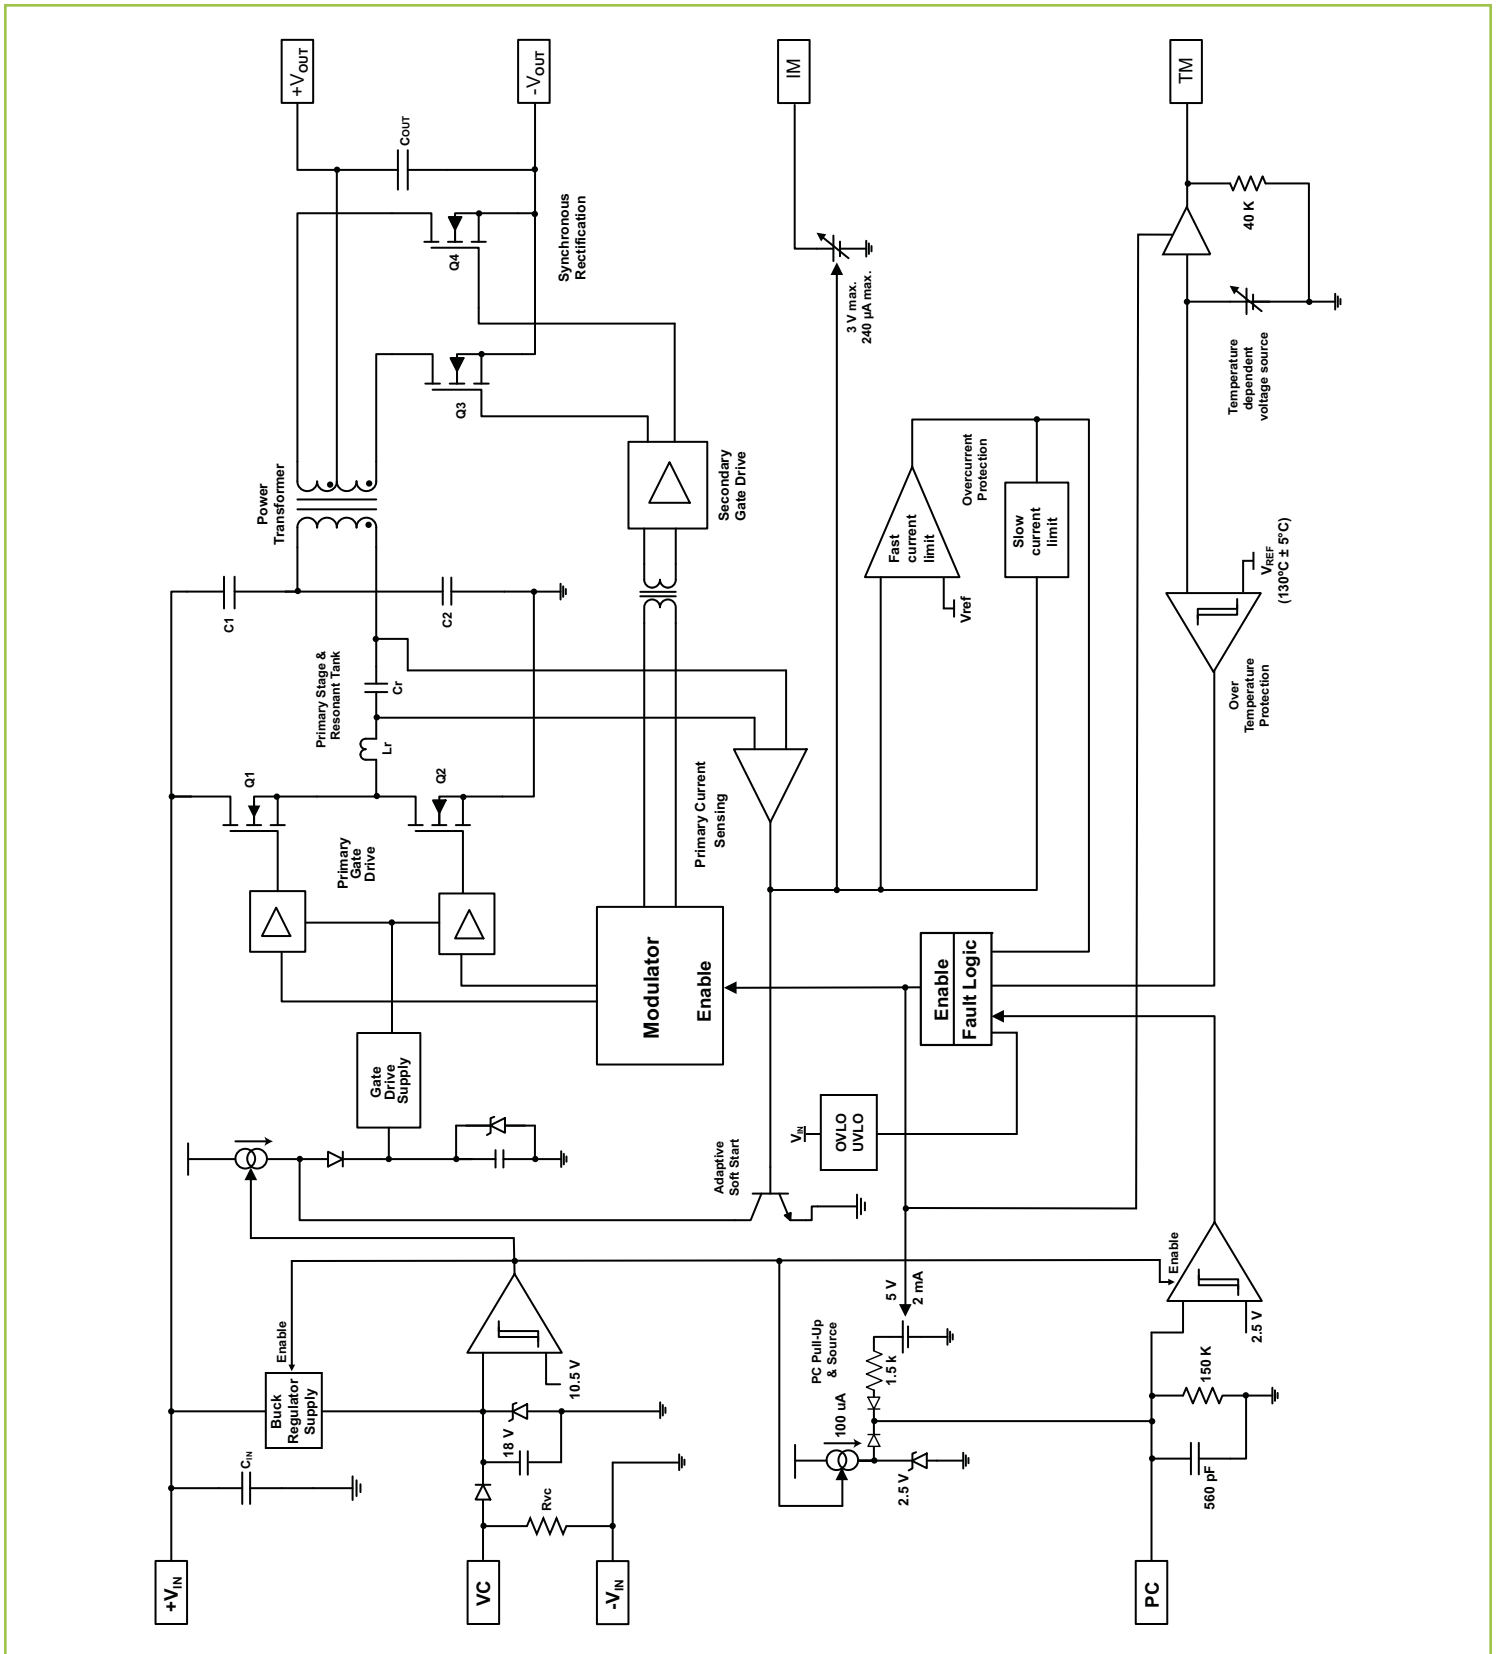 +VOUT
-VOUT
IM
TM
COUT
Synchronous
Rectification
Q4
Q3
40 K
3 V max.
240 µA max.
Temperature
dependent
voltage source
Power
Transformer
Secondary
Gate Drive
Overcurrent
Protection
Fast
current
limit
Slow
current
limit
Vref
VREF
(130ºC ± 5°C)
C1
C2
Primary Stage &
Resonant Tank
Cr
Lr
Over
Temperature
Protection
Q1
Q2
Primary
Gate
Drive
Primary Current
Sensing
Modulator
Enable
Enable
Fault Logic
Gate
Drive
Supply
VIN
OVLO
UVLO
Adaptive
Soft Start
Enable
Enable
5 V
2 mA
Buck
Regulator
Supply
10.5 V
18 V
PC Pull-Up
& Source
1.5 k
100 uA
2.5 V
2.5 V
150 K
560 pF
CIN
Rvc
+VIN
VC
-VIN
PC